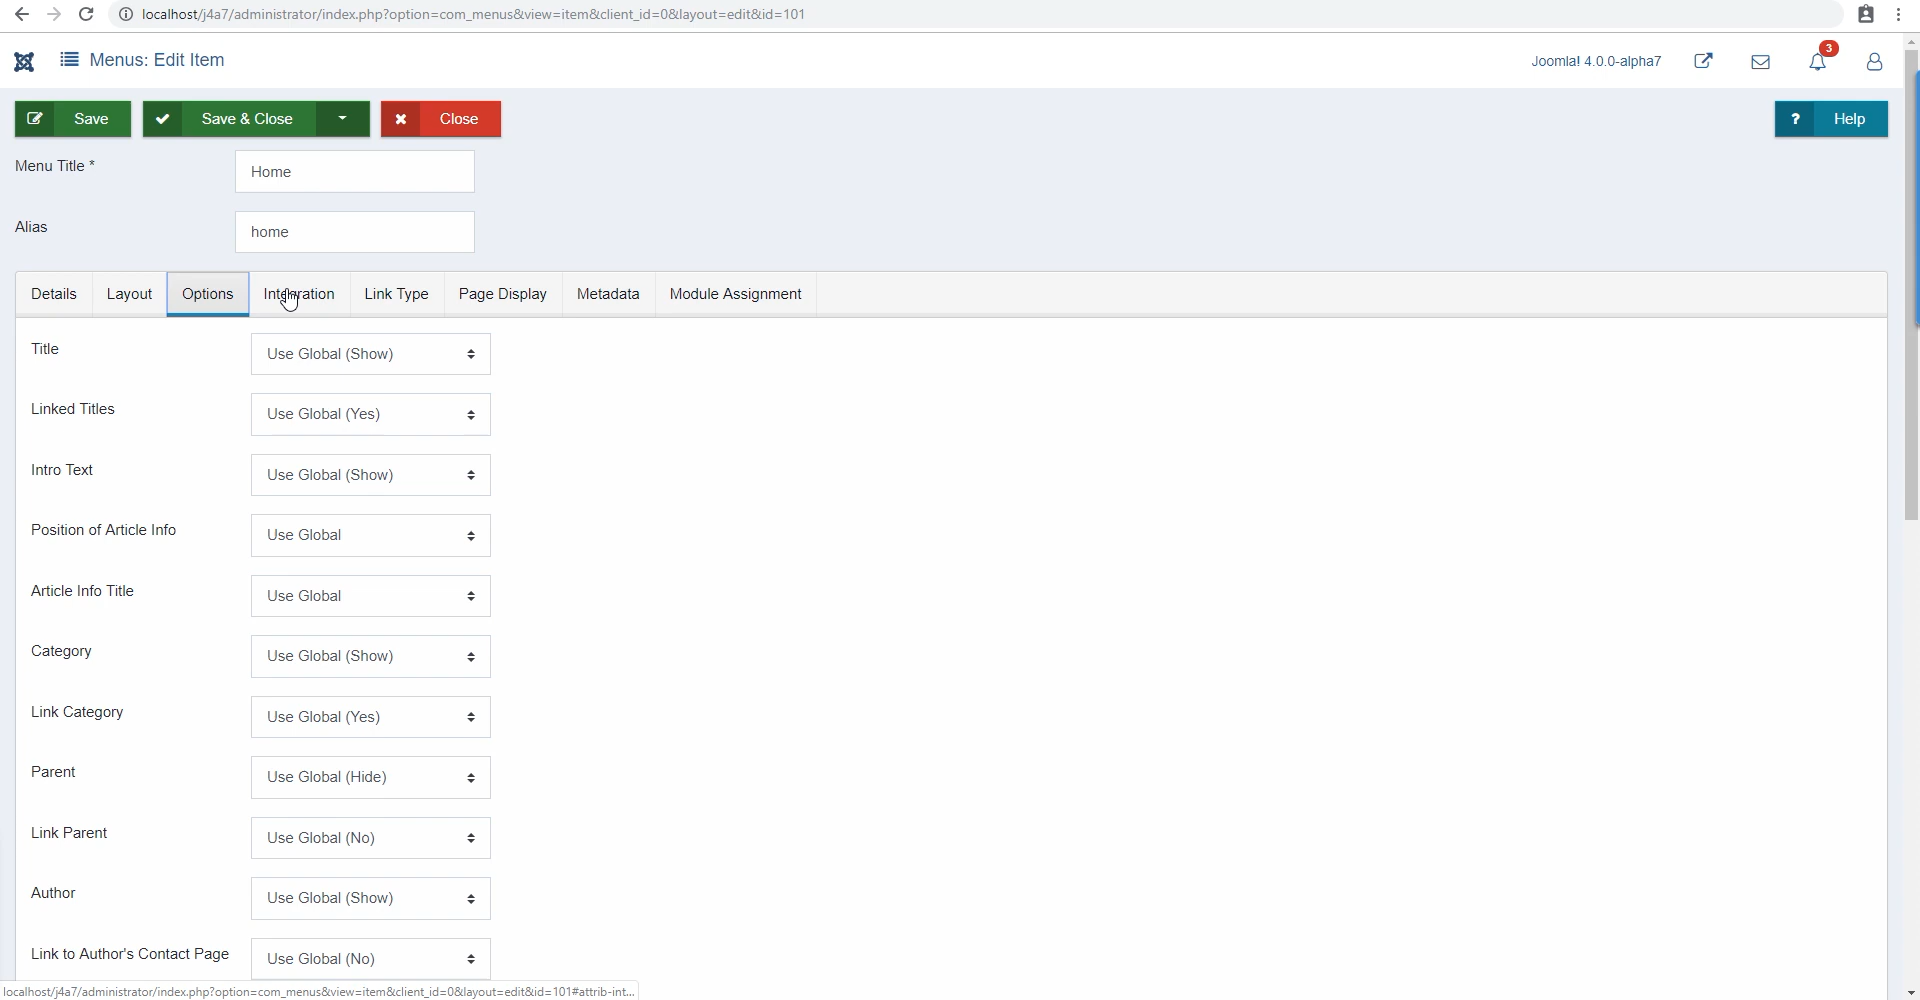 localhost/j4a7/administrator/index.php?option=com_menus&view=item&client_id=0&layout=edit&id=101
Menus: Edit Item
Joomla! 4.0.0-alpha7
3
Save
Save & Close
Close
? Help
Menu Title *
Home
Alias
home
Details Layout Options Integration Link Type Page Display Metadata Module Assignment
Title
Use Global (Show)
Linked Titles
Use Global (Yes)
Intro Text
Use Global (Show)
Position of Article Info
Use Global
Article Info Title
Use Global
Category
Use Global (Show)
Link Category
Use Global (Yes)
Parent
Use Global (Hide)
Link Parent
Use Global (No)
Author
Use Global (Show)
Link to Author's Contact Page
Use Global (No)
localhost/j4a7/administrator/index.php?option=com_menus&view=item&client_id=0&layout=edit&id=101#attrib-int...